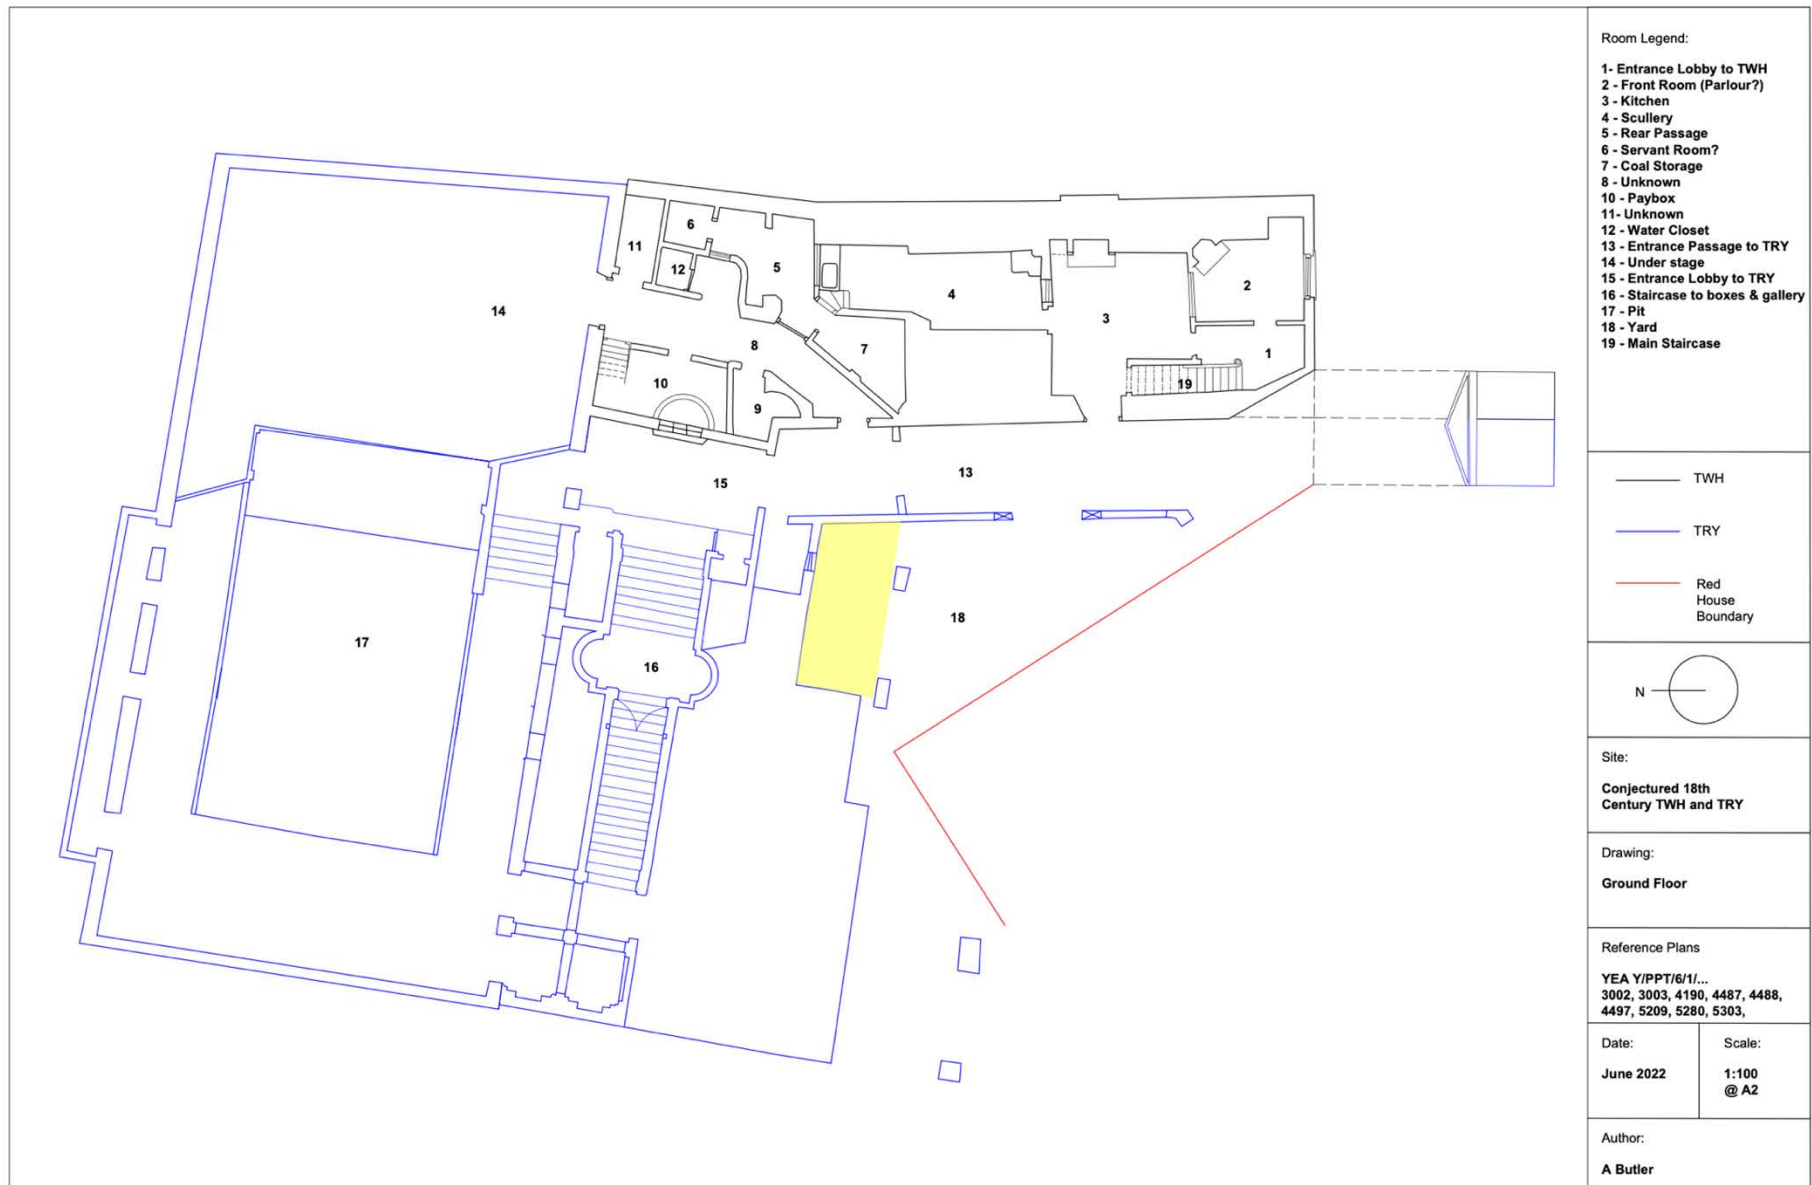 Room Legend:
1- Entrance Lobby to TWH
2 - Front Room (Parlour?)
3 - Kitchen
4 - Scullery
5 - Rear Passage
6 - Servant Room?
7 - Coal Storage
8 - Unknown
10 - Paybox
11- Unknown
12 - Water Closet
13 - Entrance Passage to TRY
14 - Under stage
15 - Entrance Lobby to TRY
16 - Staircase to boxes & gallery
17 - Pit
18 - Yard
19 - Main Staircase
TWH
TRY
Red
House
Boundary
N
Site:
Conjectured 18th
Century TWH and TRY
Drawing:
Ground Floor
Reference Plans
YEA Y/PPT/6/1/...
3002, 3003, 4190, 4487, 4488,
4497, 5209, 5280, 5303,
Date:
June 2022
Scale:
1:100
@ A2
Author:
A Butler
6
11
12
5
14
4
2
3
8
7
1
10
19
9
13
15
18
17
16